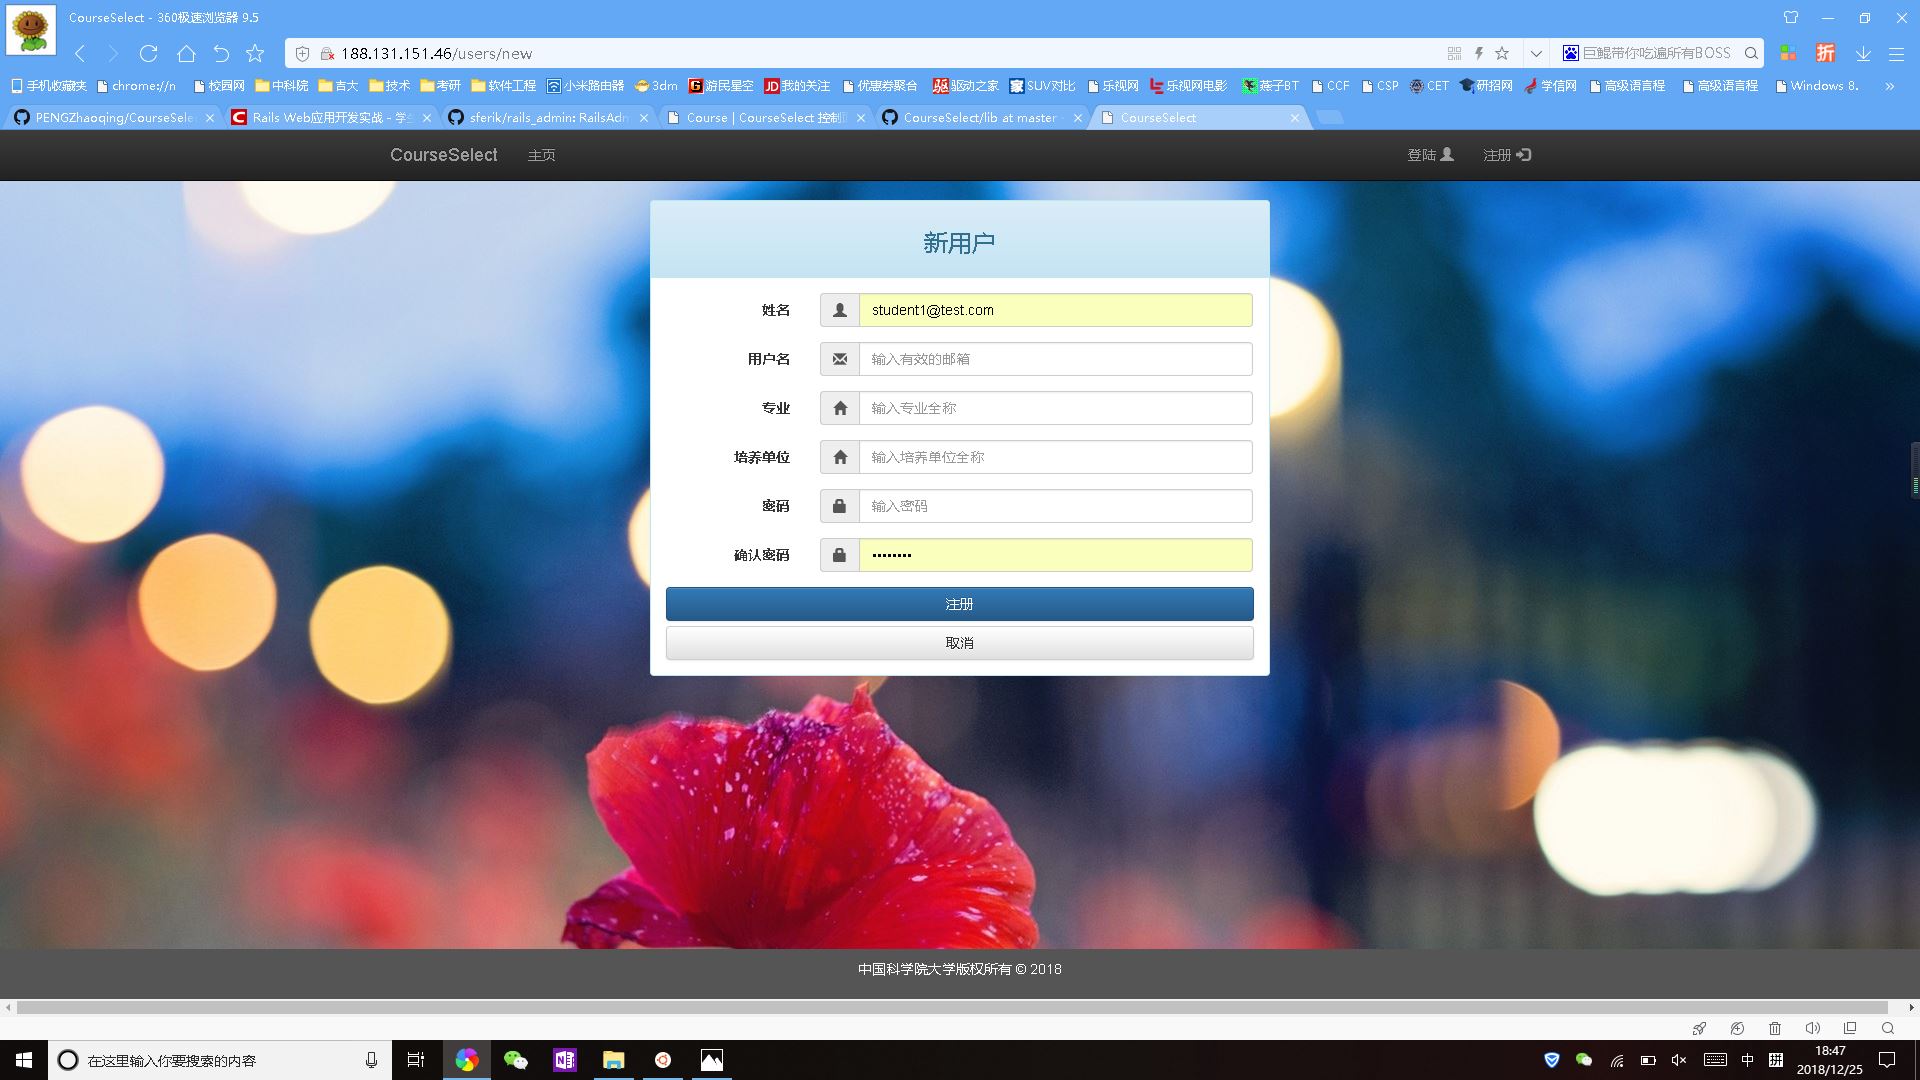 CourseSelect - 360极速浏览器 9.5
188.131.151.46/users/new
巨鲲带你吃遍所有BOSS
折
手机收藏夹 chrome://n 校园网 中科院 吉大 技术 考研 软件工程 小米路由器 3dm 游民星空 我的关注 优惠券聚合 驱动之家 SUV对比 乐视网 乐视网电影 燕子BT CCF CSP CET 研招网 学信网 高级语言程 高级语言程 Windows 8.
PENGZhaoqing/CourseSele Rails Web应用开发实战 - 学生 sferik/rails_admin: RailsAdm Course | CourseSelect 控制 CourseSelect/lib at master CourseSelect
CourseSelect 主页 登陆 注册
新用户
姓名 student1@test.com
用户名 输入有效的邮箱
专业 输入专业全称
培养单位 输入培养单位全称
密码 输入密码
确认密码 ••••••••
注册
取消
中国科学院大学版权所有 © 2018
在这里输入你要搜索的内容
中 拼 18:47
2018/12/25